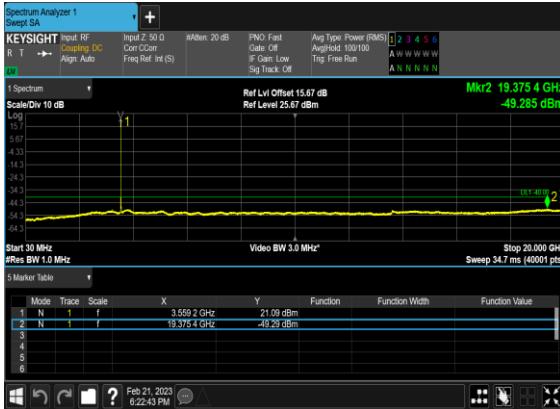 Spectrum Analyzer 1
Swept SA
+
KEYSIGHT Input: RF Input Z: 50 Ω #Atten: 20 dB PNO: Fast Avg Type: Power (RMS) 1 2 3 4 5 6
R T Coupling: DC Corr CCorr Gate: Off Avg|Hold: 100/100 A W W W W W
Align: Auto Freq Ref: Int (S) IF Gain: Low Trig: Free Run
Sig Track: Off A N N N N N
1 Spectrum Ref Lvl Offset 15.67 dB Mkr2 19.375 4 GHz
Scale/Div 10 dB Ref Level 25.67 dBm -49.285 dBm
Log
15.7
5.67
-4.33
-14.3
-24.3
-34.3
-44.3
-54.3
-64.3
1
2
Start 30 MHz Video BW 3.0 MHz* Stop 20.000 GH
#Res BW 1.0 MHz Sweep 34.7 ms (40001 pts
5 Marker Table
Mode Trace Scale X Y Function Function Width Function Value
1 N 1 f 3.559 2 GHz 21.09 dBm
2 N 1 f 19.375 4 GHz -49.29 dBm
3
4
5
6
? Feb 21, 2023
6:22:43 PM